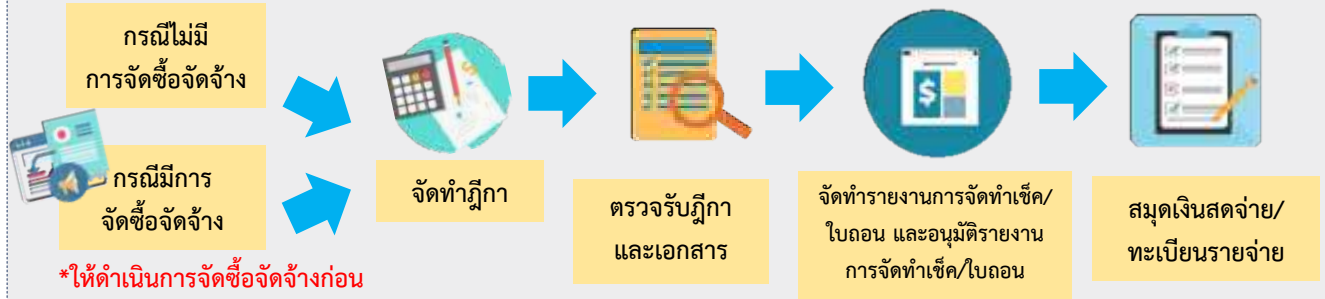 กรณีไม่มี
การจัดซื้อจัดจ้าง
กรณีมีการ
จัดซื้อจัดจ้าง
*ให้ดำเนินการจัดซื้อจัดจ้างก่อน
จัดทำฎีกา
ตรวจรับฎีกา
และเอกสาร
จัดทำรายงานการจัดทำเช็ค/
ใบถอน และอนุมัติรายงาน
การจัดทำเช็ค/ใบถอน
สมุดเงินสดจ่าย/
ทะเบียนรายจ่าย